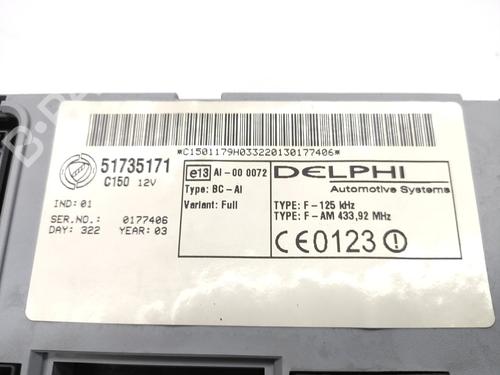 *C1501179H033220130177406*
51735171
C150 12V
IND: 01
SER.NO.: 0177406
DAY: 322 YEAR: 03
e13 AI-00 0072
Type: BC-AI
Variant: Full
DELPHI
Automotive Systems
TYPE: F-125 kHz
TYPE: F-AM 433,92 MHz
CE0123